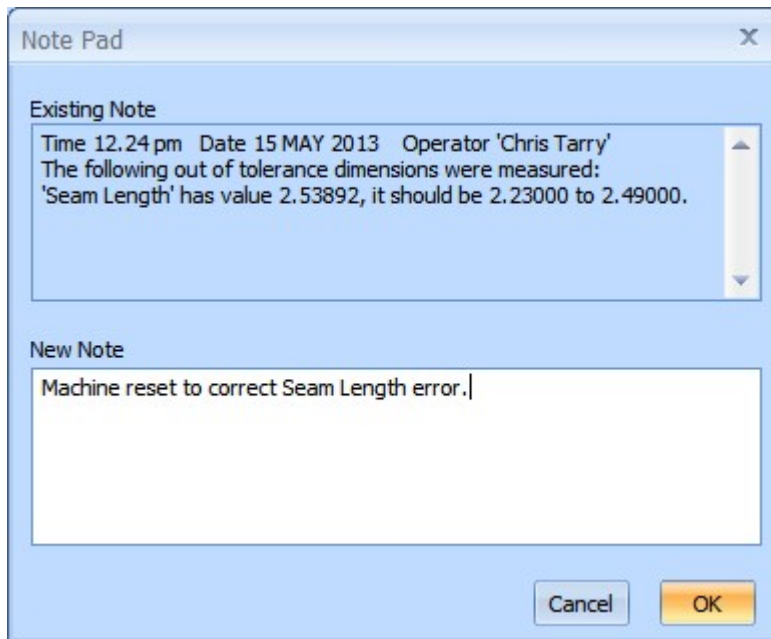 Note Pad
Existing Note
Time 12.24 pm Date 15 MAY 2013 Operator 'Chris Tarry'
The following out of tolerance dimensions were measured:
'Seam Length' has value 2.53892, it should be 2.23000 to 2.49000.
New Note
Machine reset to correct Seam Length error.
Cancel OK